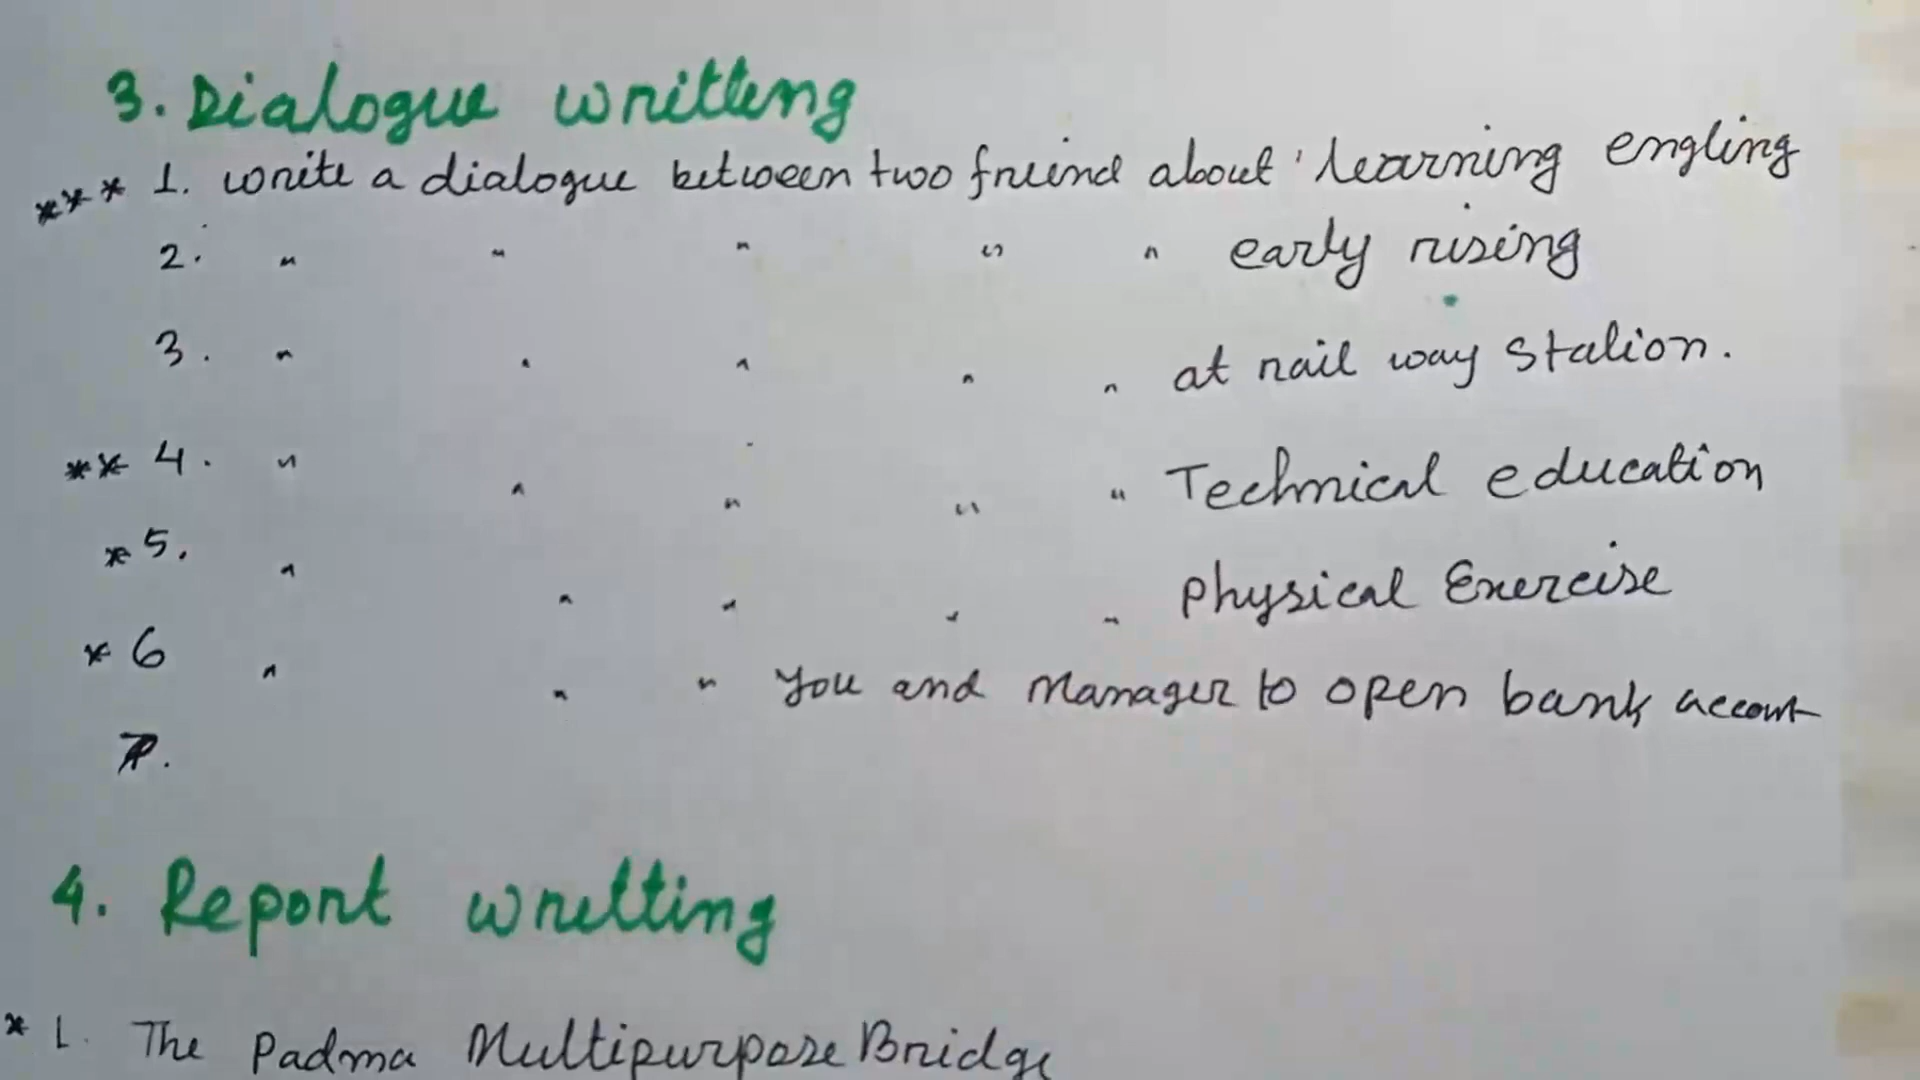 3. Dialogue writting
*** 1. write a dialogue between two friend about ' learning engling
2. " " " " " early rising
3. " " " " " at rail way station.
** 4. " " " " " Technical education
* 5. " " " " " physical Exercise
* 6 " " " you and manager to open bank account
7.
4. Report writting
* 1. The Padma Multipurpose Bridge